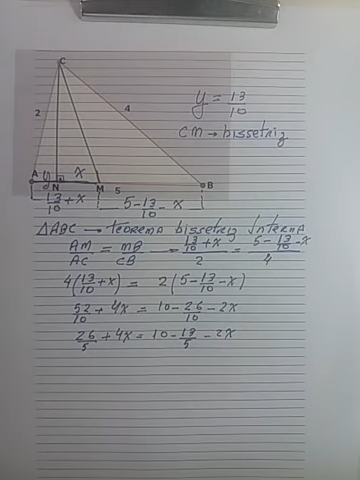 C
y = 13/10
2 4
CM → bissetriz
A y x
N M 5 B
13/10 + x 5 - 13/10 - x
△ABC → teorema bissetriz Interna
AM/AC = MB/CB → (13/10 + x)/2 = (5 - 13/10 - x)/4
4(13/10 + x) = 2(5 - 13/10 - x)
52/10 + 4x = 10 - 26/10 - 2x
26/5 + 4x = 10 - 13/5 - 2x